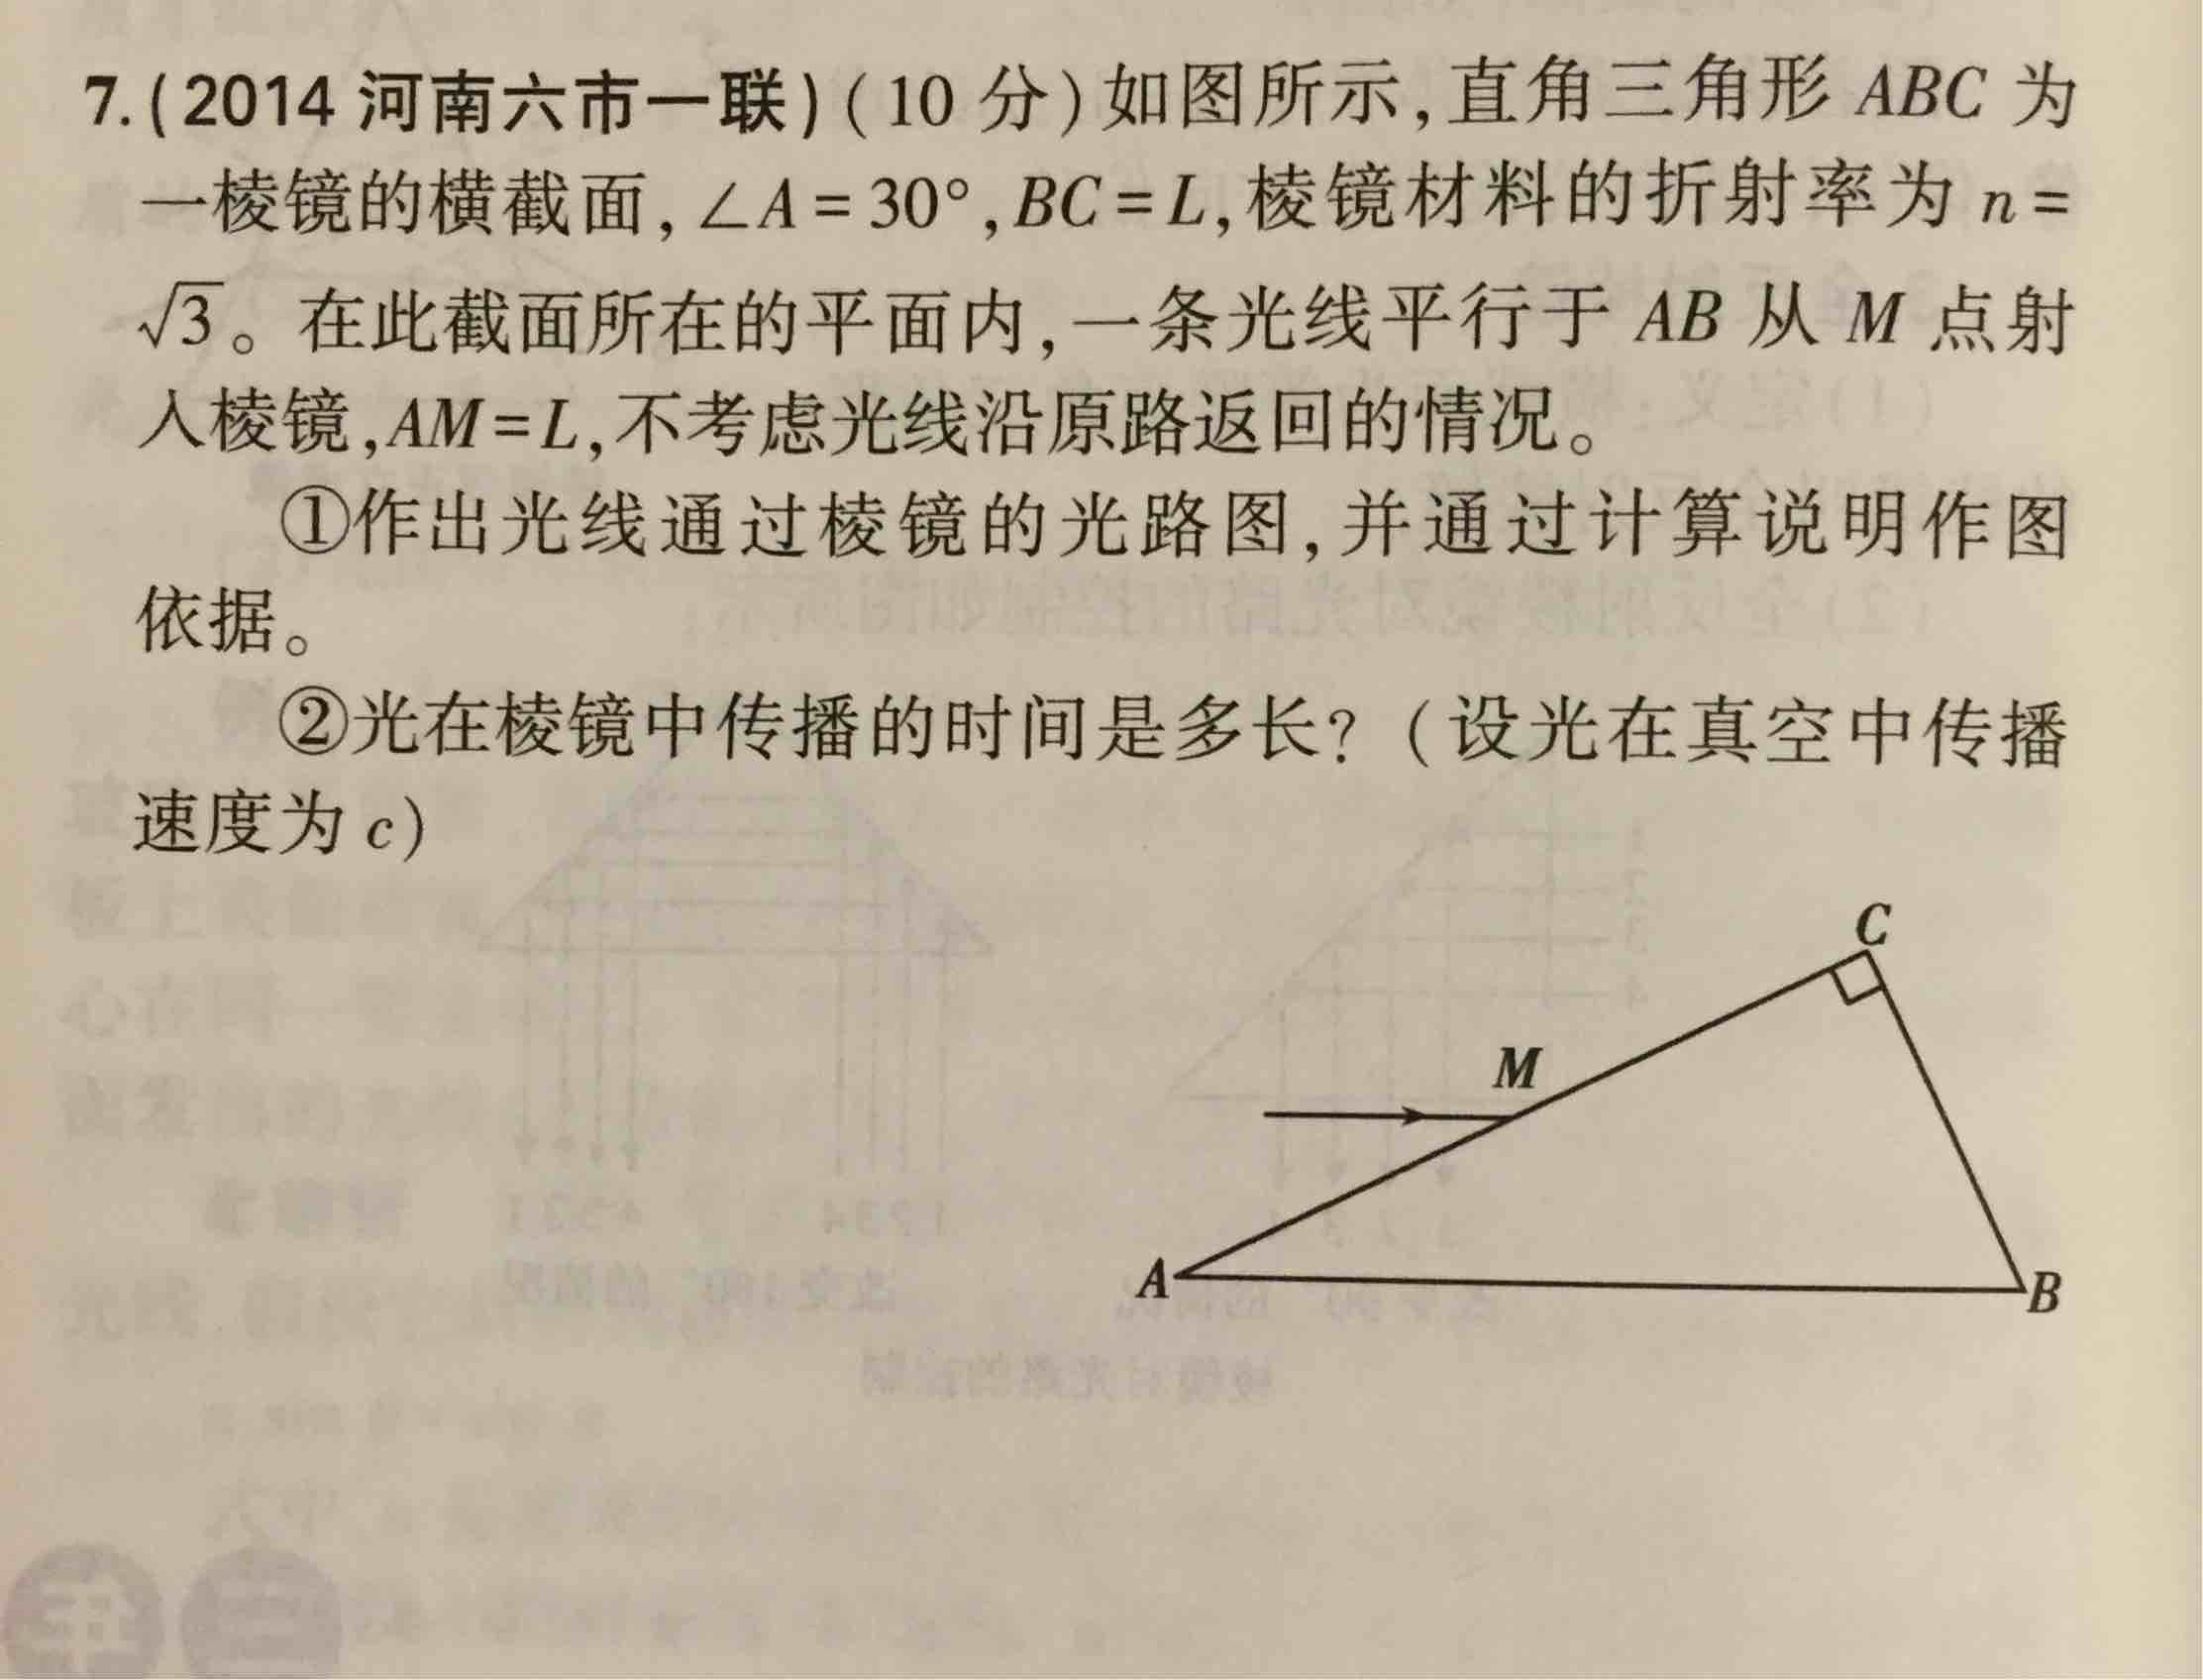 7.(2014 河南六市一联)(10 分)如图所示,直角三角形 ABC 为
一棱镜的横截面,∠A=30°,BC=L,棱镜材料的折射率为 n=
√3。在此截面所在的平面内,一条光线平行于 AB 从 M 点射
入棱镜,AM=L,不考虑光线沿原路返回的情况。
①作出光线通过棱镜的光路图,并通过计算说明作图
依据。
②光在棱镜中传播的时间是多长?(设光在真空中传播
速度为 c)
C
M
A
B